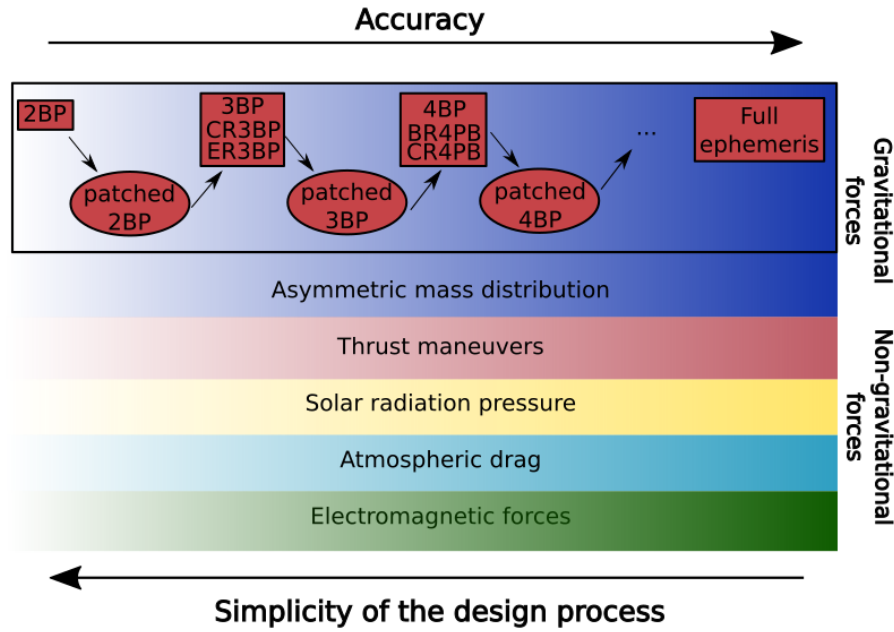 Accuracy
2BP
3BP
CR3BP
ER3BP
4BP
BR4PB
CR4PB
...
Full
ephemeris
patched
2BP
patched
3BP
patched
4BP
Gravitational
forces
Asymmetric mass distribution
Thrust maneuvers
Solar radiation pressure
Atmospheric drag
Electromagnetic forces
Non-gravitational
forces
Simplicity of the design process